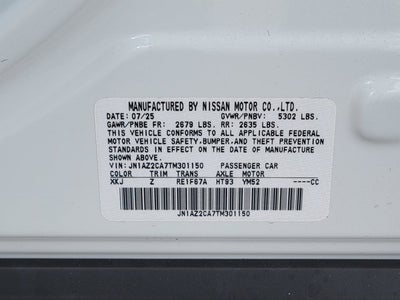 MANUFACTURED BY NISSAN MOTOR CO.,LTD.
DATE: 07/25 GVWR/PNBV: 5302 LBS.
GAWR/PNBE FR: 2679 LBS. RR: 2635 LBS.
THIS VEHICLE CONFORMS TO ALL APPLICABLE FEDERAL
MOTOR VEHICLE SAFETY, BUMPER, AND THEFT
PREVENTION STANDARDS IN EFFECT ON THE DATE OF
MANUFACTURE SHOWN ABOVE.
VIN: JN1AZ2CA7TM301150 PASSENGER CAR
COLOR TRIM TRANS AXLE MOTOR
XKJ Z RE1F67A HT93 YM52 ----CC
JN1AZ2CA7TM301150